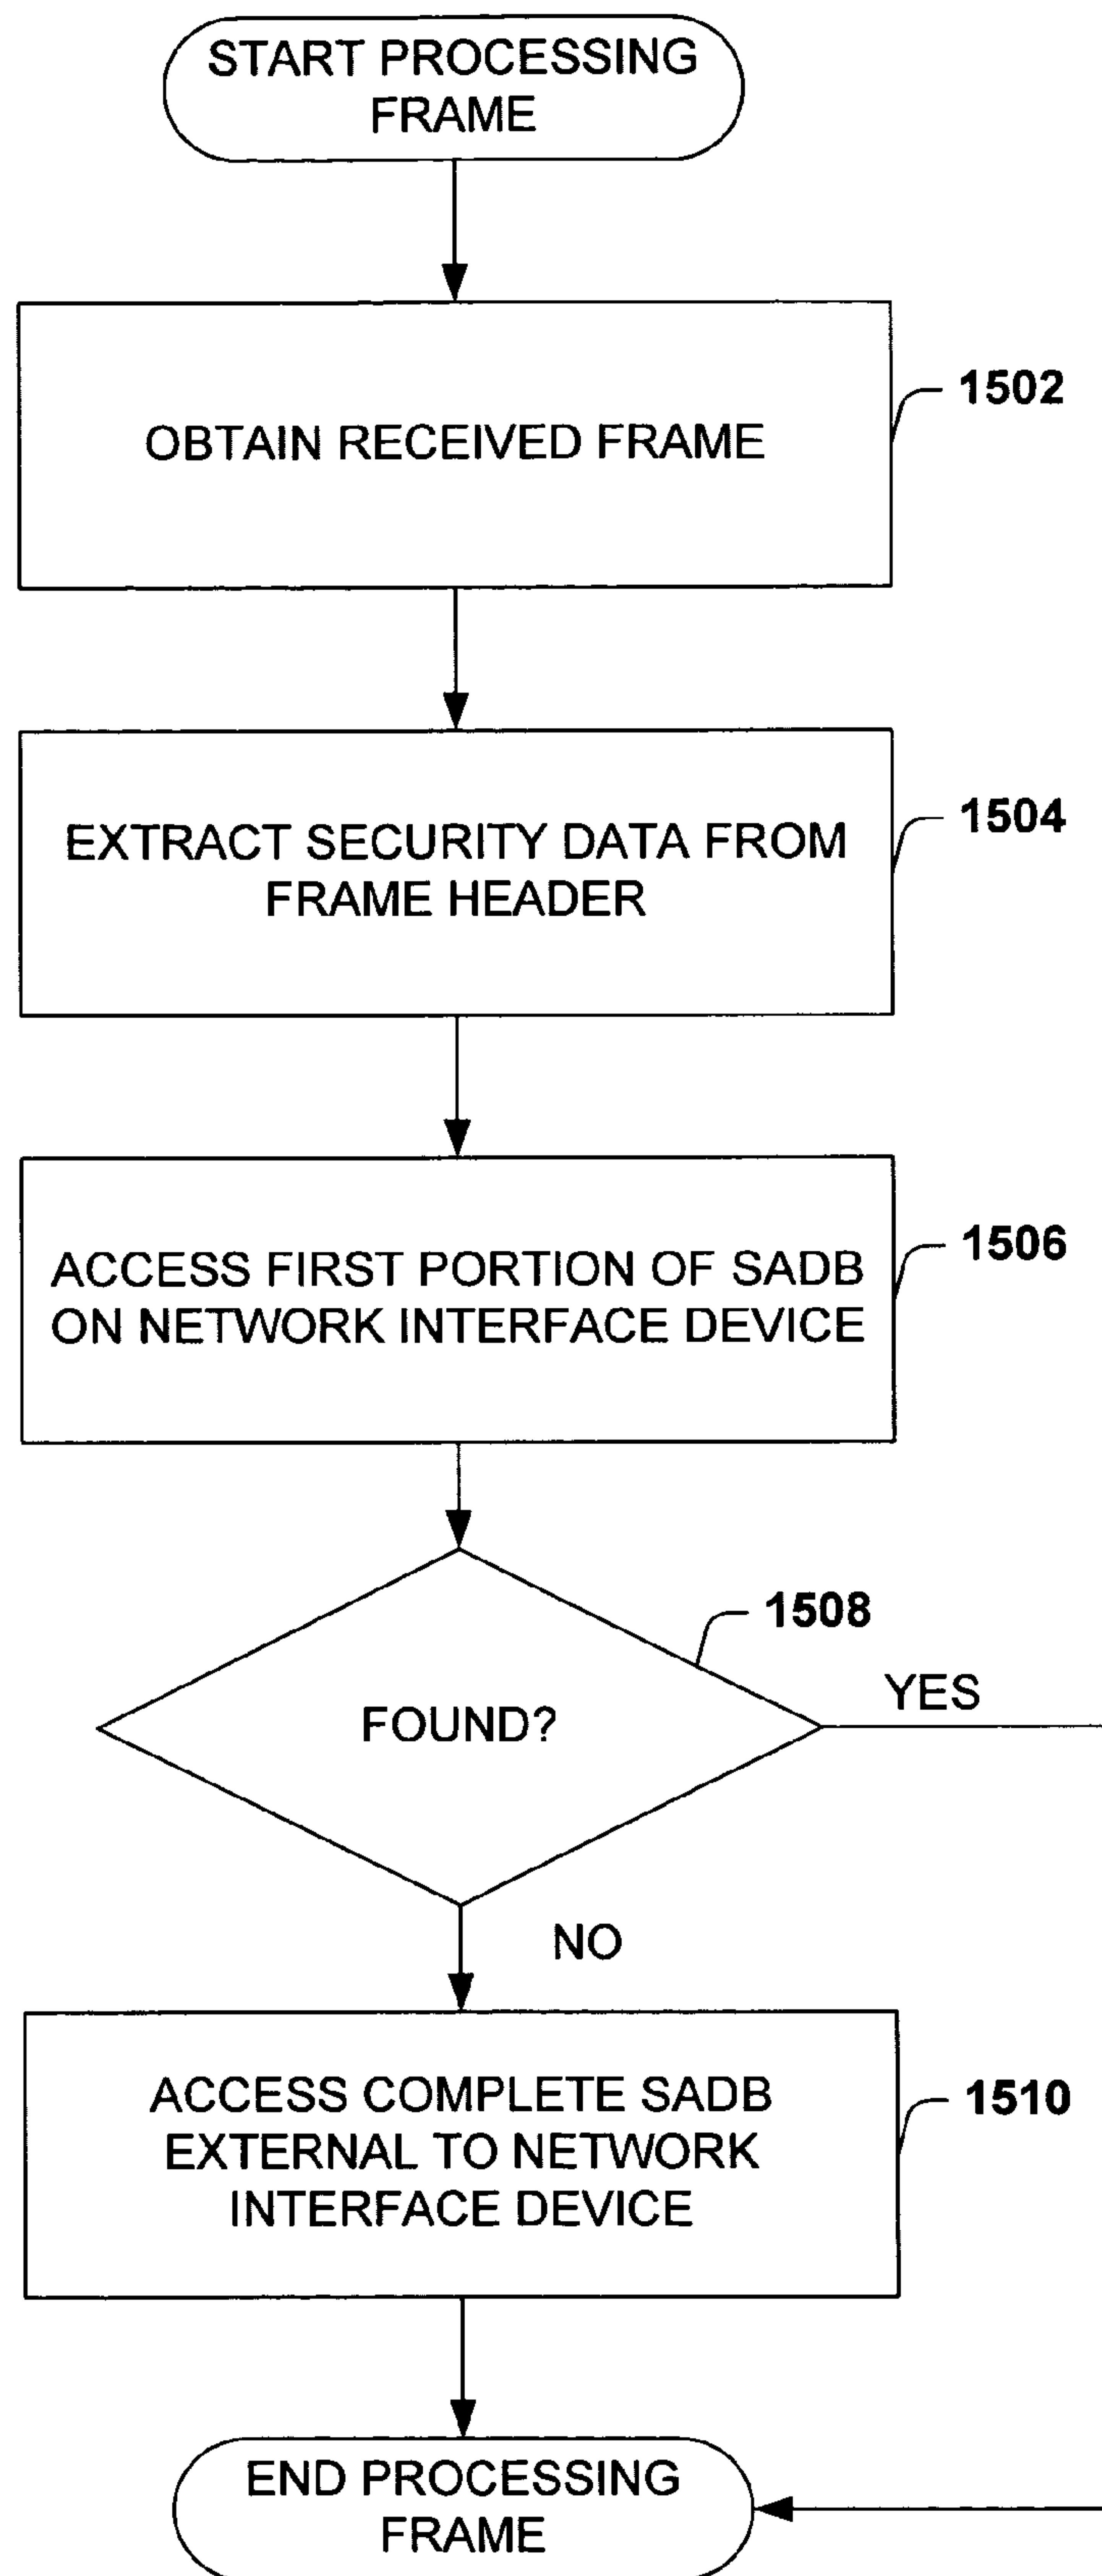 START PROCESSING
FRAME
OBTAIN RECEIVED FRAME
1502
EXTRACT SECURITY DATA FROM
FRAME HEADER
1504
ACCESS FIRST PORTION OF SADB
ON NETWORK INTERFACE DEVICE
1506
FOUND?
1508
YES
NO
ACCESS COMPLETE SADB
EXTERNAL TO NETWORK
INTERFACE DEVICE
1510
END PROCESSING
FRAME